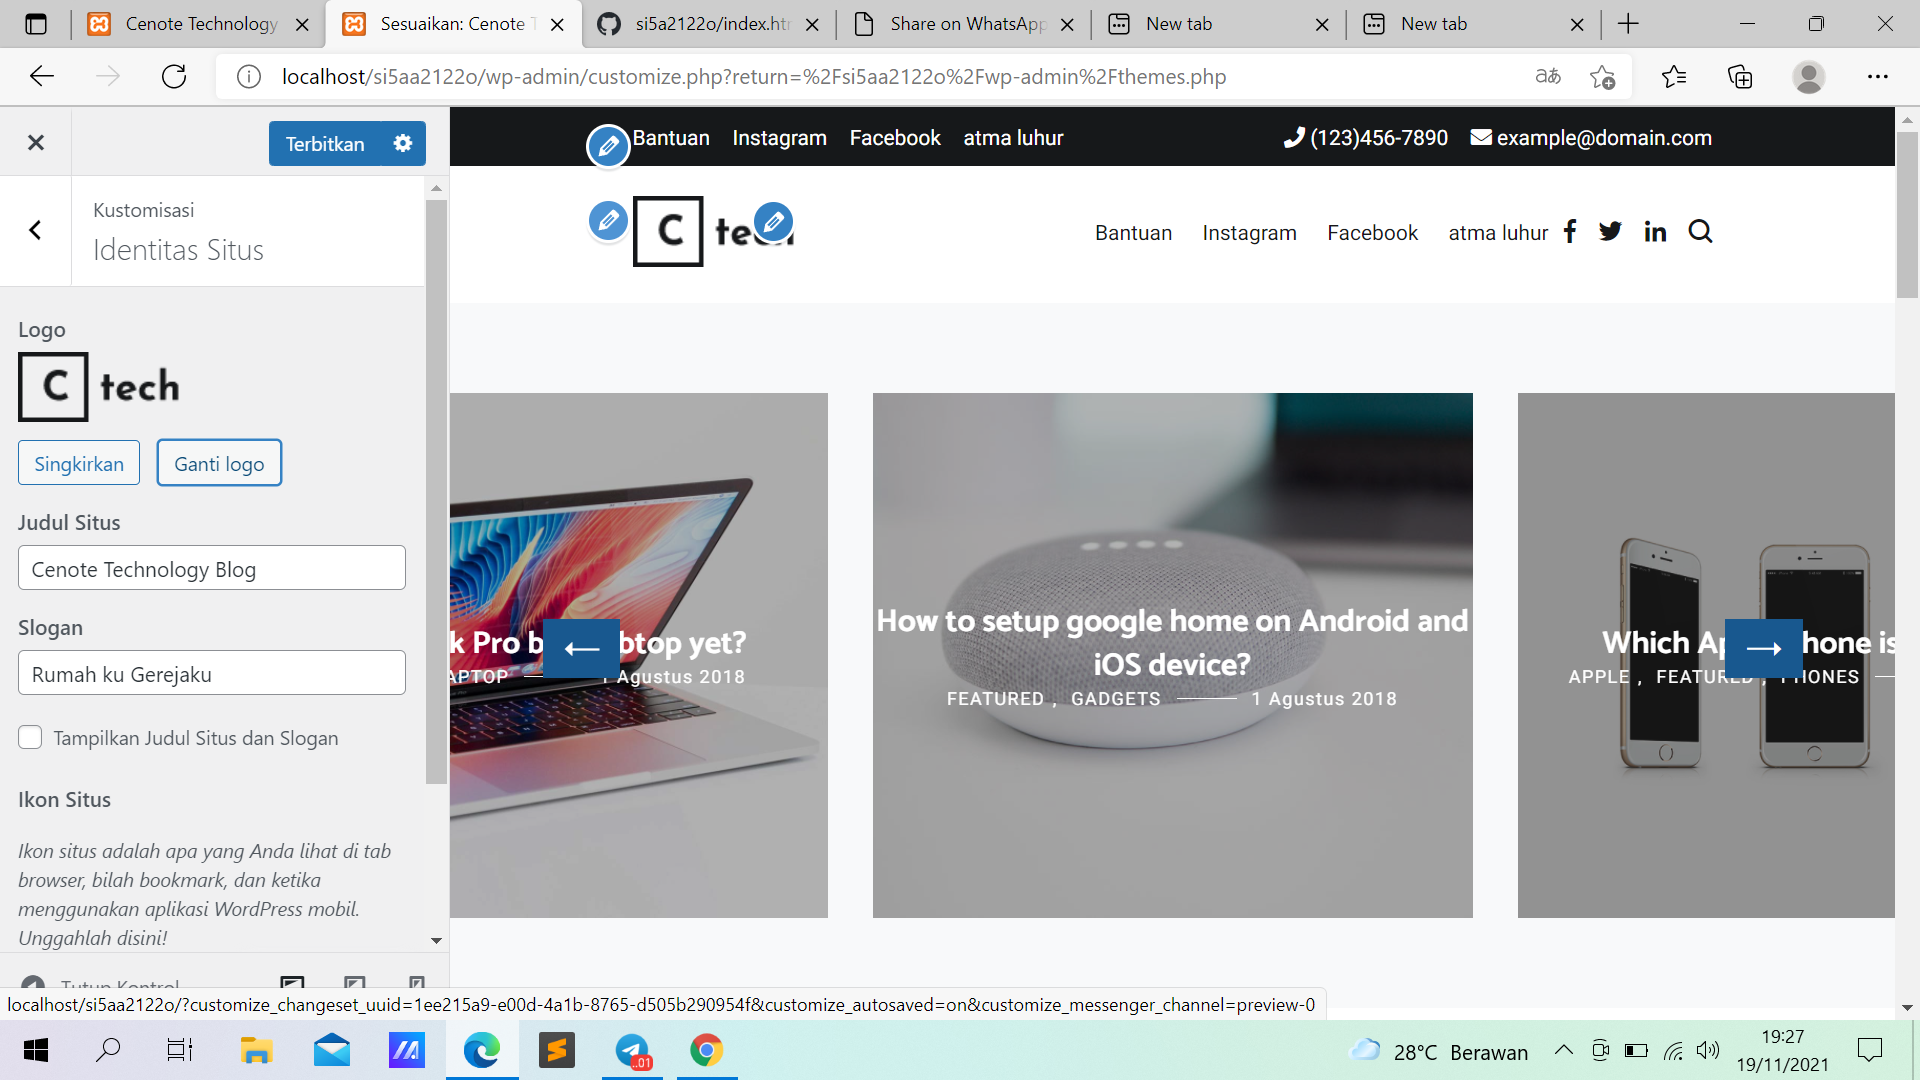 Cenote Technology
Sesuaikan: Cenote T
si5a2122o/index.htm
Share on WhatsApp
New tab
New tab
localhost/si5aa2122o/wp-admin/customize.php?return=%2Fsi5aa2122o%2Fwp-admin%2Fthemes.php
Terbitkan
Kustomisasi
Identitas Situs
Logo
C tech
Singkirkan
Ganti logo
Judul Situs
Cenote Technology Blog
Slogan
Rumah ku Gerejaku
Tampilkan Judul Situs dan Slogan
Ikon Situs
Ikon situs adalah apa yang Anda lihat di tab
browser, bilah bookmark, dan ketika
menggunakan aplikasi WordPress mobil.
Unggahlah disini!
Tutup Kontrol
Bantuan Instagram Facebook atma luhur
(123)456-7890 example@domain.com
C
Bantuan Instagram Facebook atma luhur
k Pro b btop yet?
APTOP 1 Agustus 2018
How to setup google home on Android and
iOS device?
FEATURED , GADGETS 1 Agustus 2018
Which Ap hone is
APPLE , FEATURED , PHONES
localhost/si5aa2122o/?customize_changeset_uuid=1ee215a9-e00d-4a1b-8765-d505b290954f&customize_autosaved=on&customize_messenger_channel=preview-0
..01
28°C Berawan
19:27
19/11/2021